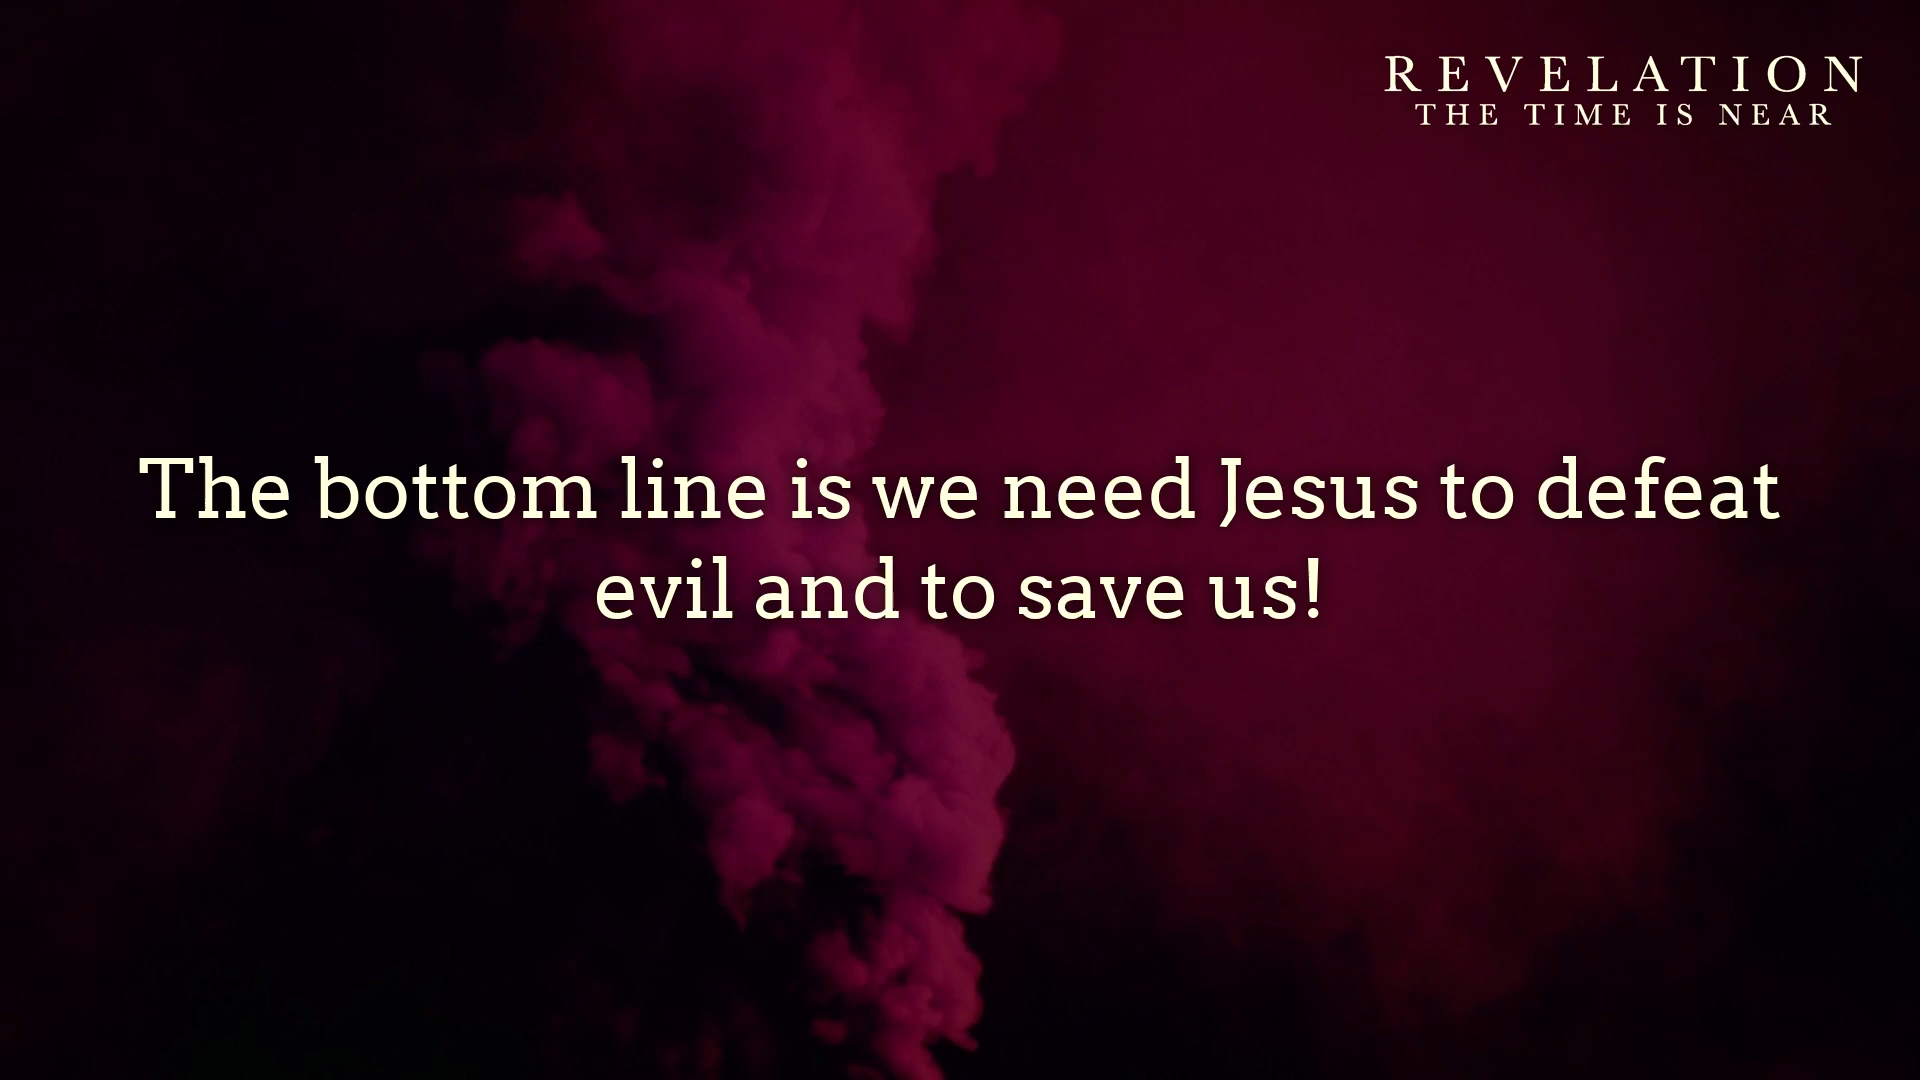 REVELATION
THE TIME IS NEAR
The bottom line is we need Jesus to defeat
evil and to save us!